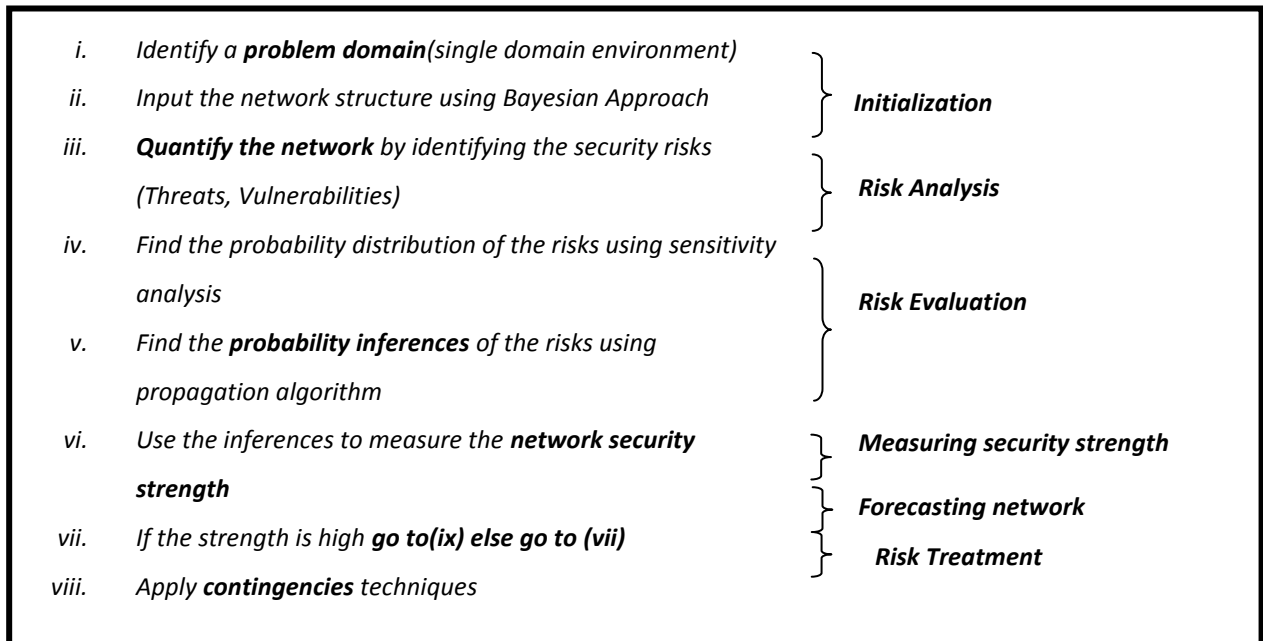 i. Identify a problem domain(single domain environment)
ii. Input the network structure using Bayesian Approach
Initialization
iii. Quantify the network by identifying the security risks
(Threats, Vulnerabilities)
Risk Analysis
iv. Find the probability distribution of the risks using sensitivity
analysis
Risk Evaluation
v. Find the probability inferences of the risks using
propagation algorithm
vi. Use the inferences to measure the network security
strength
Measuring security strength
Forecasting network
vii. If the strength is high go to(ix) else go to (vii)
Risk Treatment
viii. Apply contingencies techniques